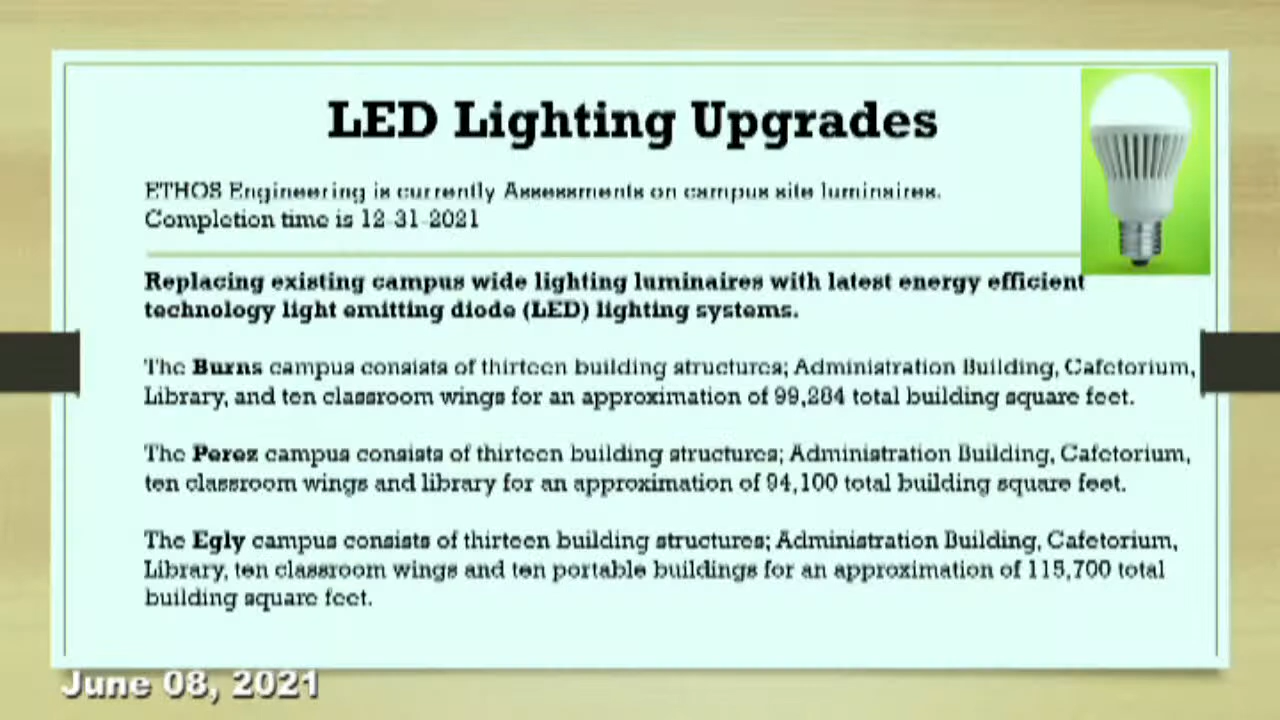 LED Lighting Upgrades
ETHOS Engineering is currently Assessments on campus site luminaires.
Completion time is 12-31-2021
Replacing existing campus wide lighting luminaires with latest energy efficient
technology light emitting diode (LED) lighting systems.
The Burns campus consists of thirteen building structures; Administration Building, Cafetorium,
Library, and ten classroom wings for an approximation of 99,284 total building square feet.
The Perez campus consists of thirteen building structures; Administration Building, Cafetorium,
ten classroom wings and library for an approximation of 94,100 total building square feet.
The Egly campus consists of thirteen building structures; Administration Building, Cafetorium,
Library, ten classroom wings and ten portable buildings for an approximation of 115,700 total
building square feet.
June 08, 2021